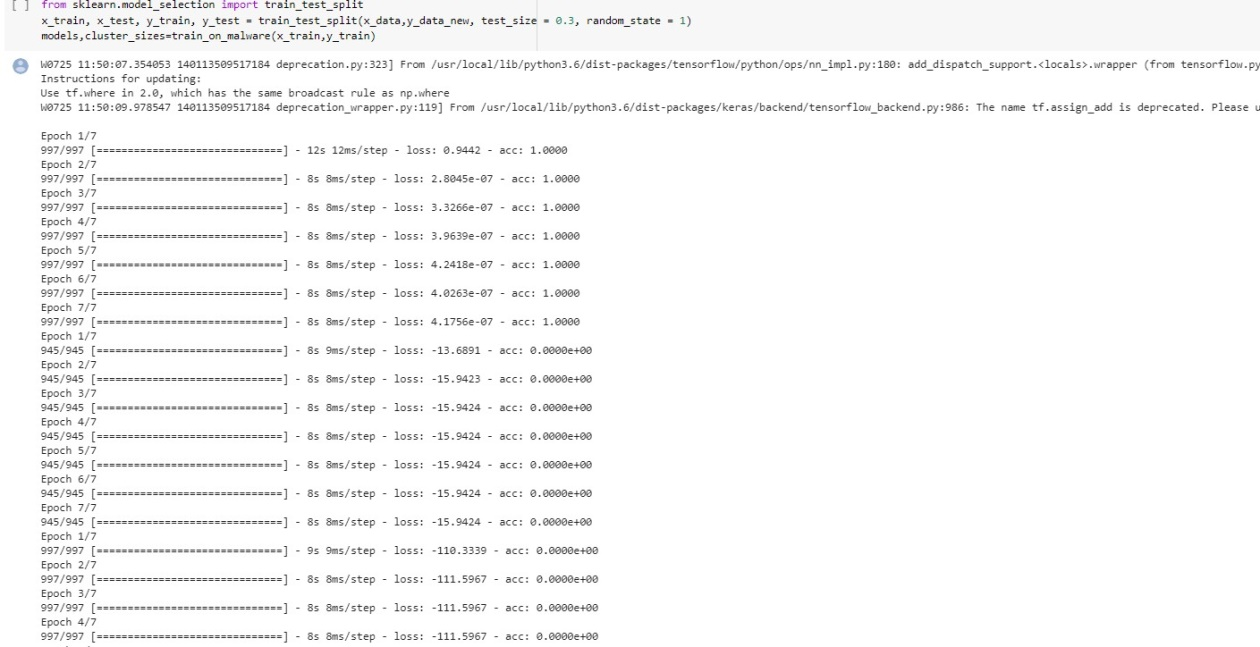 [ ] from sklearn.model_selection import train_test_split
x_train, x_test, y_train, y_test = train_test_split(x_data,y_data_new, test_size = 0.3, random_state = 1)
models,cluster_sizes=train_on_malware(x_train,y_train)
W0725 11:50:07.354053 140113509517184 deprecation.py:323] From /usr/local/lib/python3.6/dist-packages/tensorflow/python/ops/nn_impl.py:180: add_dispatch_support.<locals>.wrapper (from tensorflow.py
Instructions for updating:
Use tf.where in 2.0, which has the same broadcast rule as np.where
W0725 11:50:09.978547 140113509517184 deprecation_wrapper.py:119] From /usr/local/lib/python3.6/dist-packages/keras/backend/tensorflow_backend.py:986: The name tf.assign_add is deprecated. Please u
Epoch 1/7
997/997 [==============================] - 12s 12ms/step - loss: 0.9442 - acc: 1.0000
Epoch 2/7
997/997 [==============================] - 8s 8ms/step - loss: 2.8045e-07 - acc: 1.0000
Epoch 3/7
997/997 [==============================] - 8s 8ms/step - loss: 3.3266e-07 - acc: 1.0000
Epoch 4/7
997/997 [==============================] - 8s 8ms/step - loss: 3.9639e-07 - acc: 1.0000
Epoch 5/7
997/997 [==============================] - 8s 8ms/step - loss: 4.2418e-07 - acc: 1.0000
Epoch 6/7
997/997 [==============================] - 8s 8ms/step - loss: 4.0263e-07 - acc: 1.0000
Epoch 7/7
997/997 [==============================] - 8s 8ms/step - loss: 4.1756e-07 - acc: 1.0000
Epoch 1/7
945/945 [==============================] - 8s 9ms/step - loss: -13.6891 - acc: 0.0000e+00
Epoch 2/7
945/945 [==============================] - 8s 8ms/step - loss: -15.9423 - acc: 0.0000e+00
Epoch 3/7
945/945 [==============================] - 8s 8ms/step - loss: -15.9424 - acc: 0.0000e+00
Epoch 4/7
945/945 [==============================] - 8s 8ms/step - loss: -15.9424 - acc: 0.0000e+00
Epoch 5/7
945/945 [==============================] - 8s 8ms/step - loss: -15.9424 - acc: 0.0000e+00
Epoch 6/7
945/945 [==============================] - 8s 8ms/step - loss: -15.9424 - acc: 0.0000e+00
Epoch 7/7
945/945 [==============================] - 8s 8ms/step - loss: -15.9424 - acc: 0.0000e+00
Epoch 1/7
997/997 [==============================] - 9s 9ms/step - loss: -110.3339 - acc: 0.0000e+00
Epoch 2/7
997/997 [==============================] - 8s 8ms/step - loss: -111.5967 - acc: 0.0000e+00
Epoch 3/7
997/997 [==============================] - 8s 8ms/step - loss: -111.5967 - acc: 0.0000e+00
Epoch 4/7
997/997 [==============================] - 8s 8ms/step - loss: -111.5967 - acc: 0.0000e+00